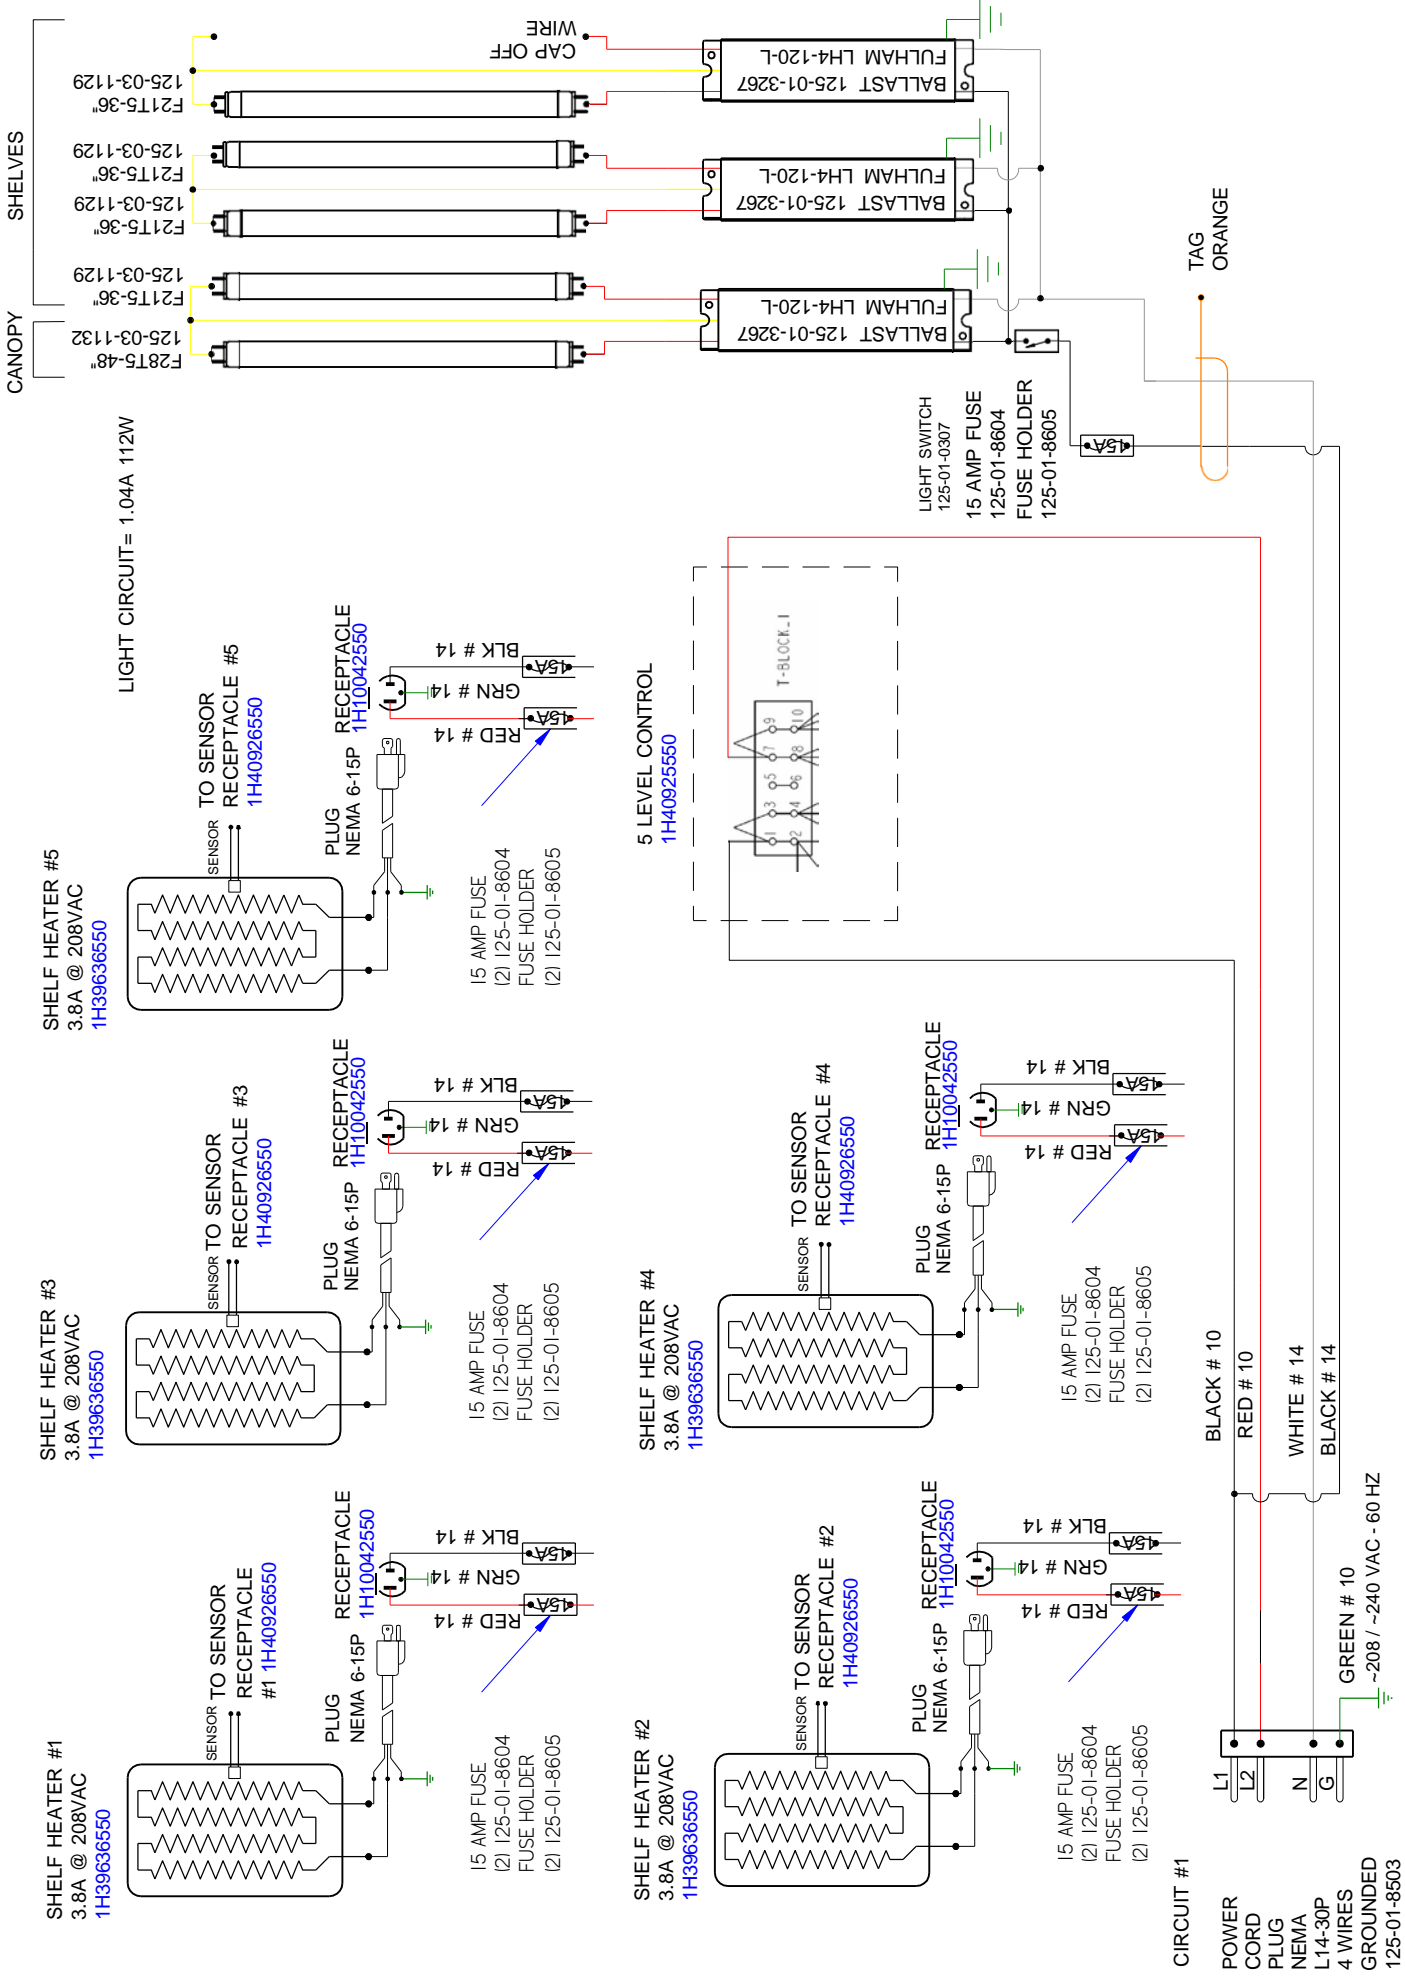 SHELF HEATER #1
3.8A @ 208VAC
1H39636550
SENSOR
TO SENSOR
RECEPTACLE
#1 1H40926550
PLUG
NEMA 6-15P
RECEPTACLE
1H10042550
RED # 14
GRN # 14
BLK # 14
15A
15A
15 AMP FUSE
(2) 125-01-8604
FUSE HOLDER
(2) 125-01-8605
SHELF HEATER #3
3.8A @ 208VAC
1H39636550
SENSOR
TO SENSOR
RECEPTACLE #3
1H40926550
PLUG
NEMA 6-15P
RECEPTACLE
1H10042550
RED # 14
GRN # 14
BLK # 14
15A
15A
15 AMP FUSE
(2) 125-01-8604
FUSE HOLDER
(2) 125-01-8605
SHELF HEATER #5
3.8A @ 208VAC
1H39636550
SENSOR
TO SENSOR
RECEPTACLE #5
1H40926550
PLUG
NEMA 6-15P
RECEPTACLE
1H10042550
RED # 14
GRN # 14
BLK # 14
15A
15A
15 AMP FUSE
(2) 125-01-8604
FUSE HOLDER
(2) 125-01-8605
LIGHT CIRCUIT= 1.04A 112W
CANOPY
SHELVES
F28T5-48"
125-03-1132
F21T5-36"
125-03-1129
F21T5-36"
125-03-1129
F21T5-36"
125-03-1129
F21T5-36"
125-03-1129
CAP OFF
WIRE
BALLAST 125-01-3267
FULHAM LH4-120-L
BALLAST 125-01-3267
FULHAM LH4-120-L
BALLAST 125-01-3267
FULHAM LH4-120-L
SHELF HEATER #2
3.8A @ 208VAC
1H39636550
SENSOR
TO SENSOR
RECEPTACLE #2
1H40926550
PLUG
NEMA 6-15P
RECEPTACLE
1H10042550
RED # 14
GRN # 14
BLK # 14
15A
15A
15 AMP FUSE
(2) 125-01-8604
FUSE HOLDER
(2) 125-01-8605
SHELF HEATER #4
3.8A @ 208VAC
1H39636550
SENSOR
TO SENSOR
RECEPTACLE #4
1H40926550
PLUG
NEMA 6-15P
RECEPTACLE
1H10042550
RED # 14
GRN # 14
BLK # 14
15A
15A
15 AMP FUSE
(2) 125-01-8604
FUSE HOLDER
(2) 125-01-8605
5 LEVEL CONTROL
1H40925550
T-BLOCK_1
1 3 5 7 9
2 4 6 8 10
LIGHT SWITCH
125-01-0307
15 AMP FUSE
125-01-8604
FUSE HOLDER
125-01-8605
15A
TAG
ORANGE
CIRCUIT #1
POWER
CORD
PLUG
NEMA
L14-30P
4 WIRES
GROUNDED
125-01-8503
L1
L2
N
G
BLACK # 10
RED # 10
WHITE # 14
BLACK # 14
GREEN # 10
~208 / ~240 VAC - 60 HZ